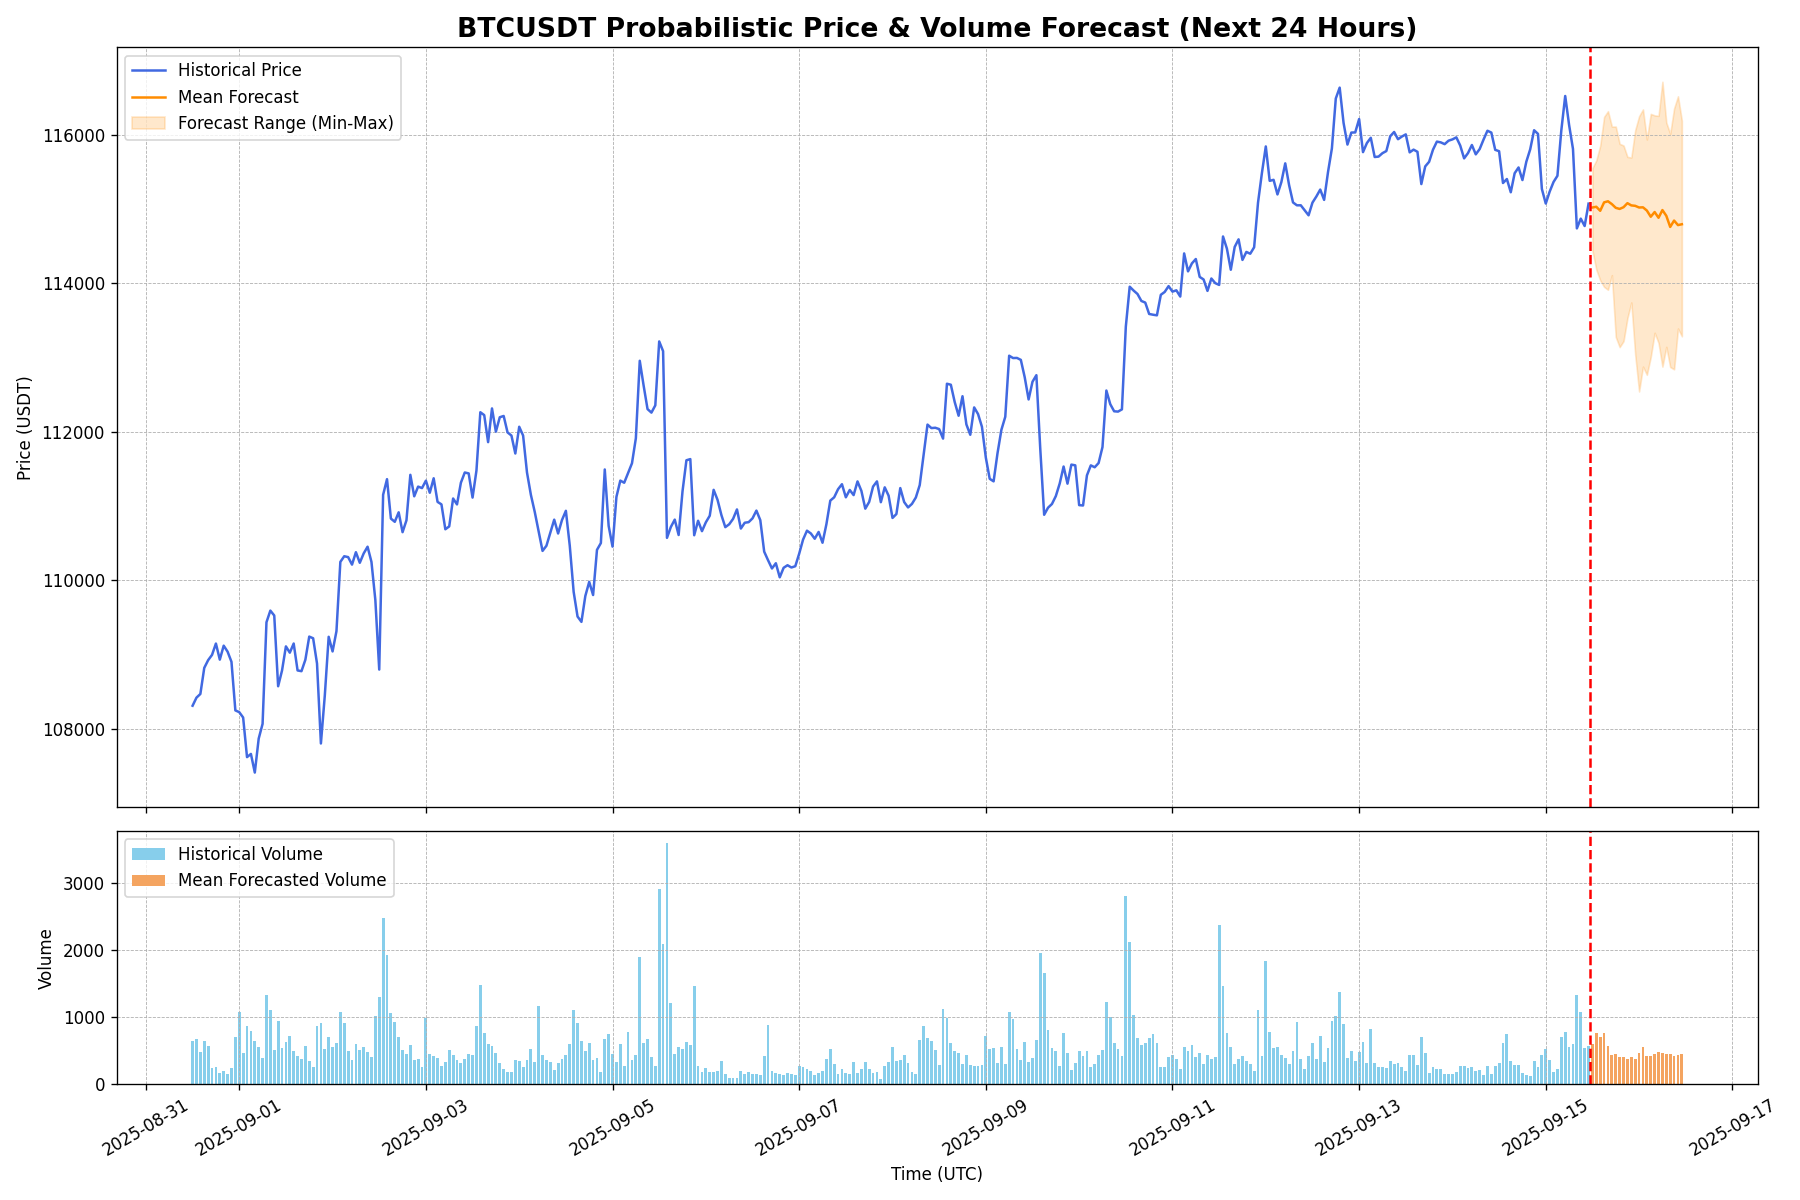 BTCUSDT Probabilistic Price & Volume Forecast (Next 24 Hours)
Historical Price
Mean Forecast
Forecast Range (Min-Max)
116000
114000
112000
110000
108000
Price (USDT)
Historical Volume
Mean Forecasted Volume
3000
2000
1000
0
Volume
2025-08-31
2025-09-01
2025-09-03
2025-09-05
2025-09-07
2025-09-09
2025-09-11
2025-09-13
2025-09-15
2025-09-17
Time (UTC)